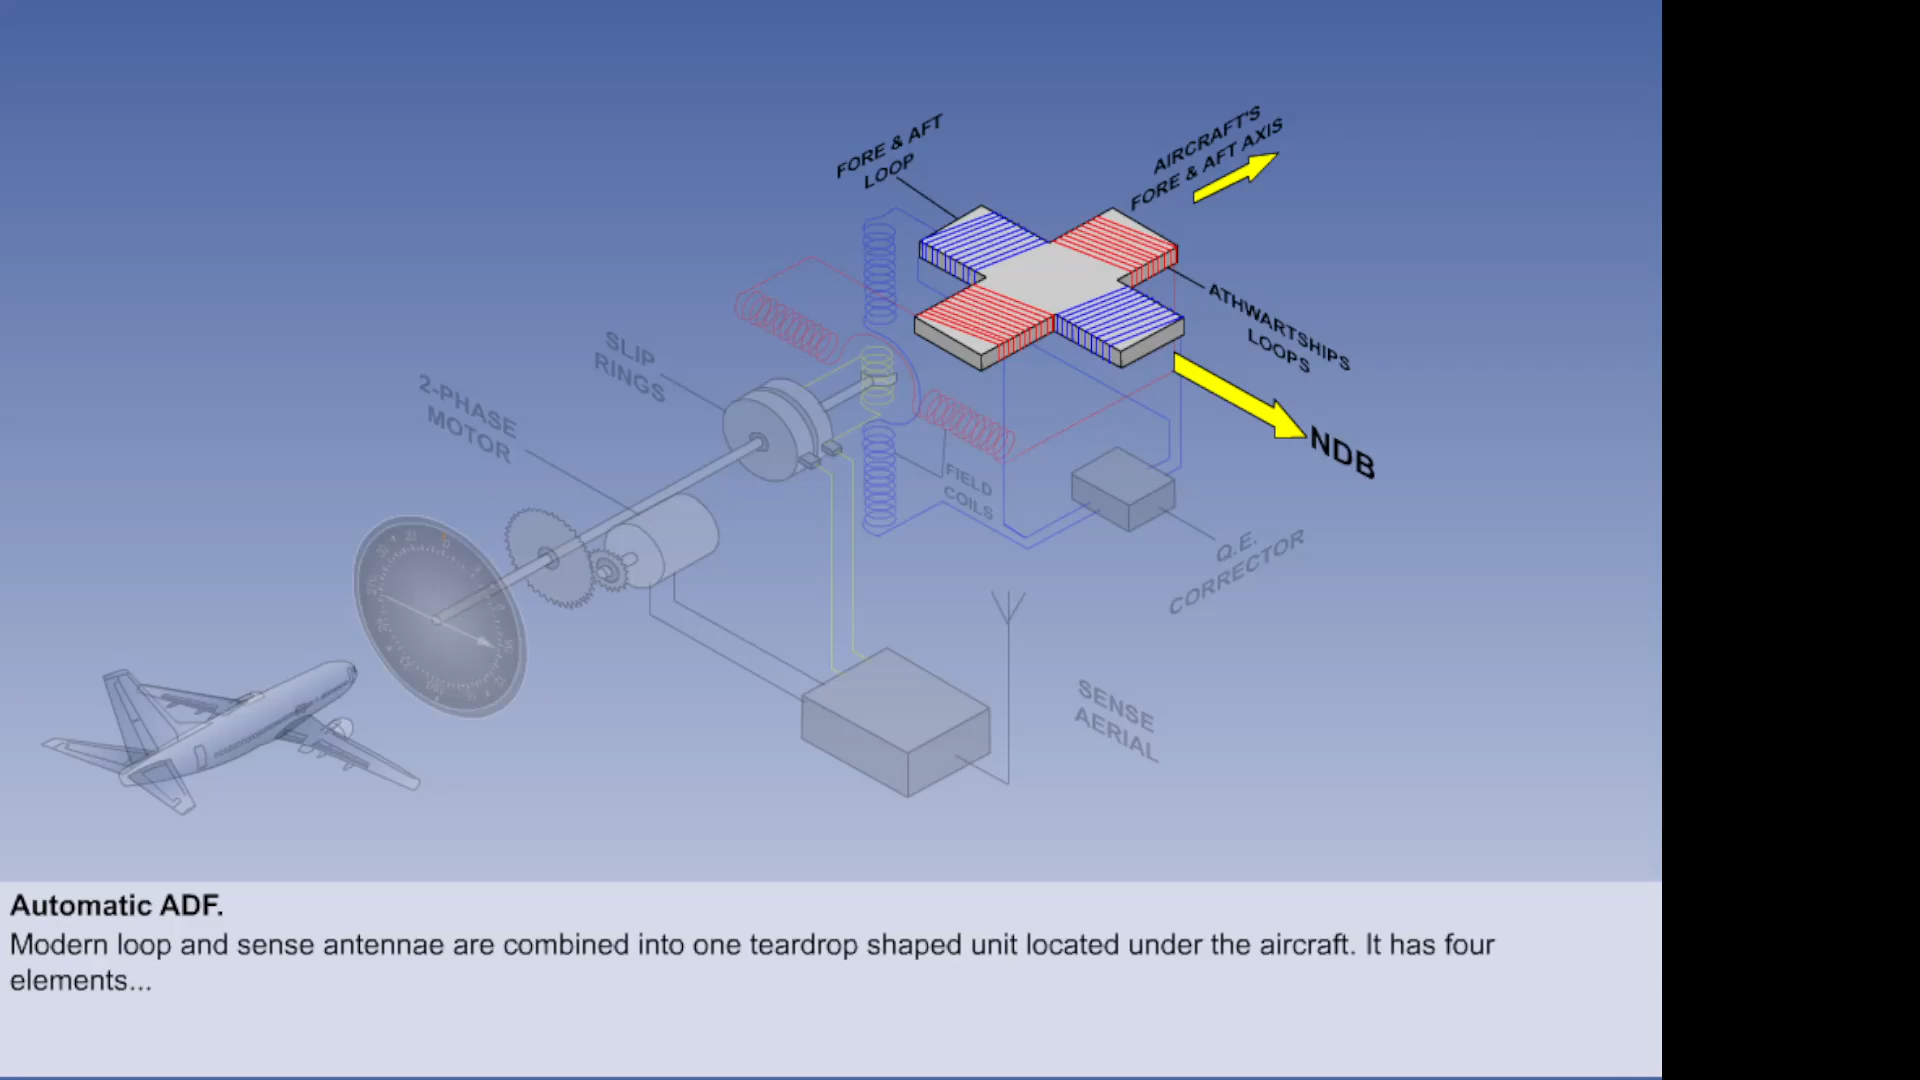 FORE & AFT
LOOP
AIRCRAFT'S
FORE & AFT AXIS
ATHWARTSHIPS
LOOPS
NDB
SLIP
RINGS
2-PHASE
MOTOR
FIELD
COILS
Q.E.
CORRECTOR
SENSE
AERIAL
Automatic ADF.
Modern loop and sense antennae are combined into one teardrop shaped unit located under the aircraft. It has four
elements...